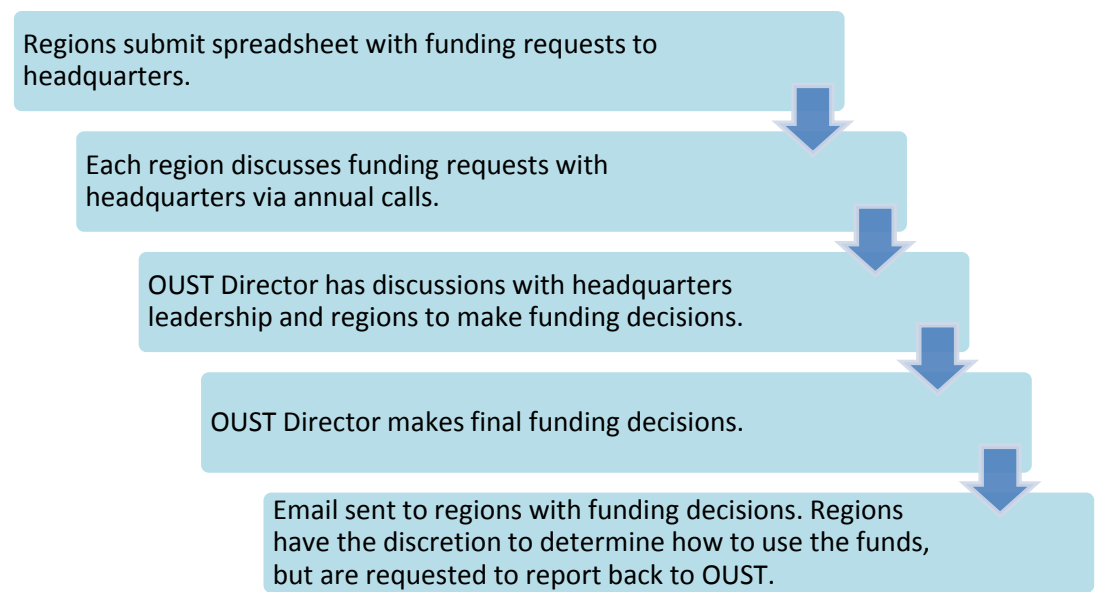 Regions submit spreadsheet with funding requests to
headquarters.
Each region discusses funding requests with
headquarters via annual calls.
OUST Director has discussions with headquarters
leadership and regions to make funding decisions.
OUST Director makes final funding decisions.
Email sent to regions with funding decisions. Regions
have the discretion to determine how to use the funds,
but are requested to report back to OUST.